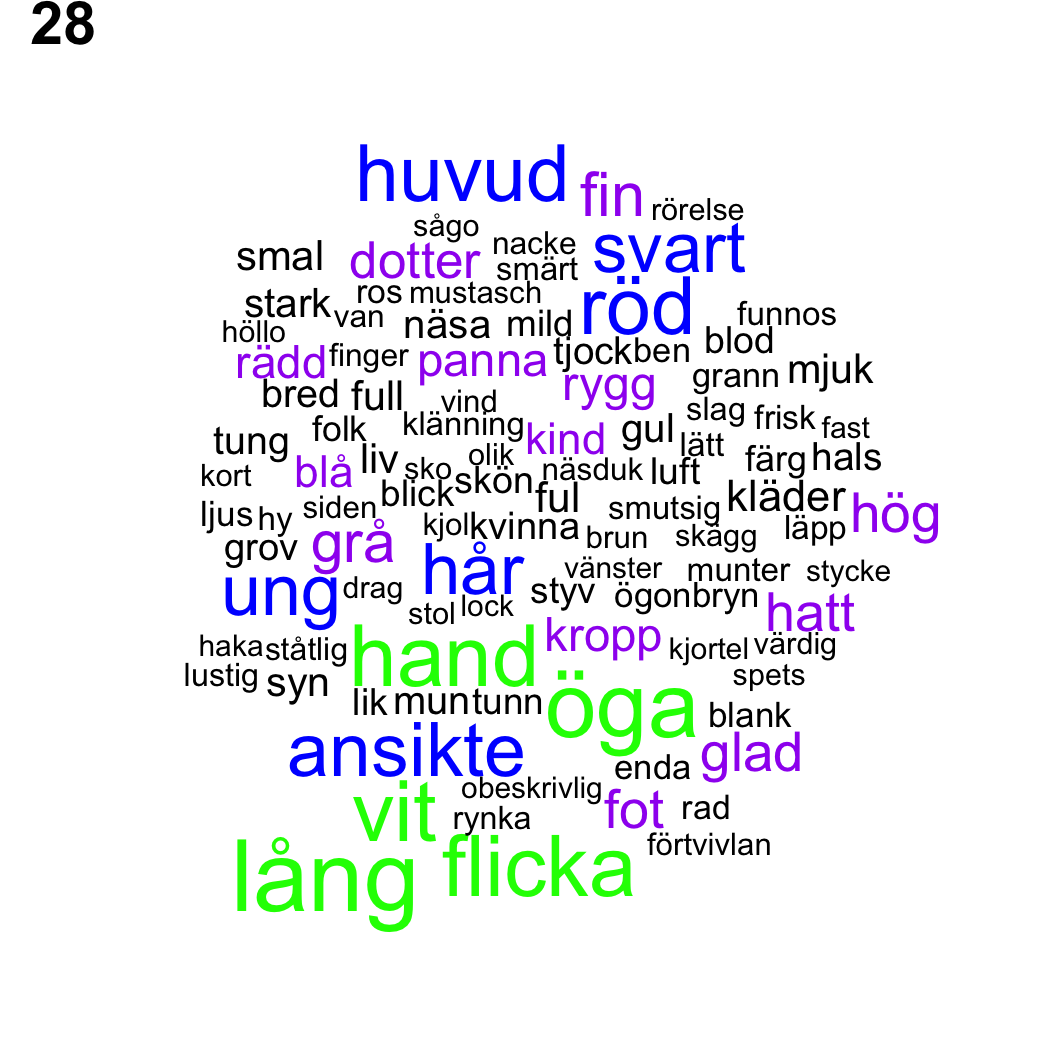 28
huvud fin rörelse
sågo nacke svart
smal dotter smärt
stark van ros mustasch röd funnos
höllo näsa mild tjock ben blod
rädd finger panna rygg grann mjuk
bred full vind slag frisk fast
tung folk klänning kind gul lätt
kort blå liv sko olik näsduk luft färg hals
ljus hy siden blick skön ful smutsig kläder hög
grov grå kjol kvinna brun skägg läpp
ung drag hår vänster munter stycke
stol lock styv ögonbryn hatt
haka ståtlig hand kropp kjortel värdig
lustig syn lik mun tunn öga spets
ansikte blank
enda glad
vit obeskrivlig fot rad
rynka förtvivlan
lång flicka